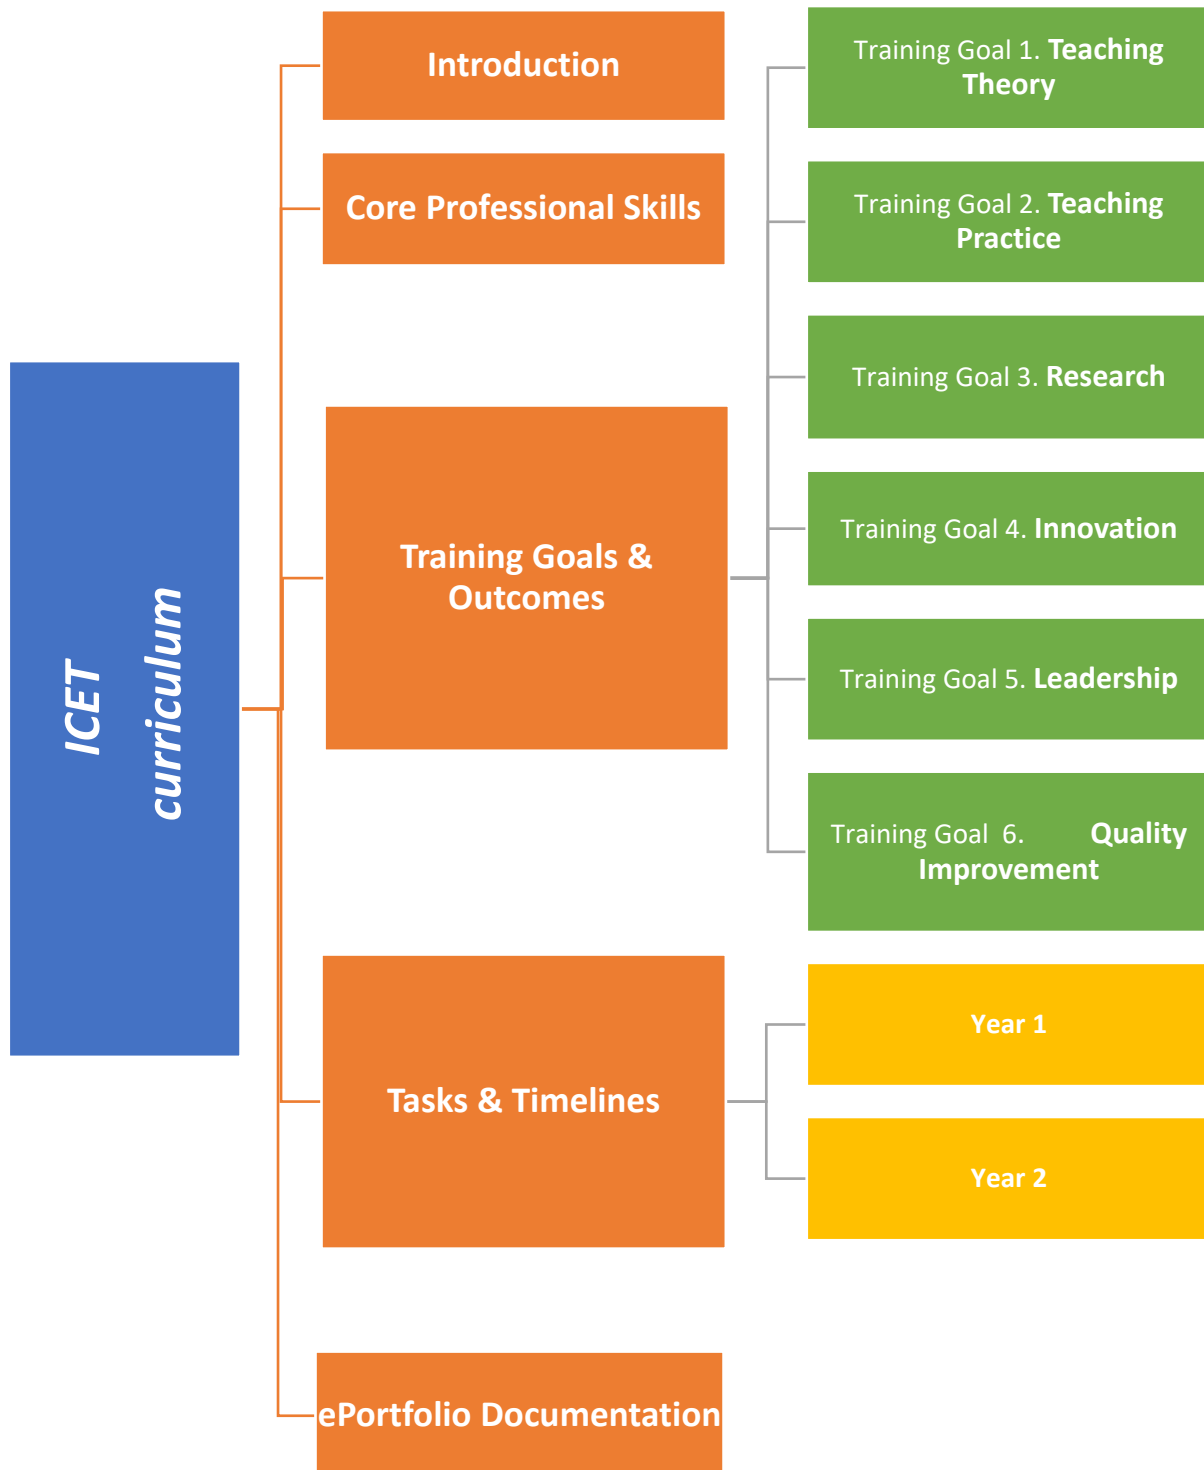 ICET
curriculum
Introduction
Core Professional Skills
Training Goals &
Outcomes
Training Goal 1. Teaching
Theory
Training Goal 2. Teaching
Practice
Training Goal 3. Research
Training Goal 4. Innovation
Training Goal 5. Leadership
Training Goal 6. Quality
Improvement
Tasks & Timelines
Year 1
Year 2
ePortfolio Documentation